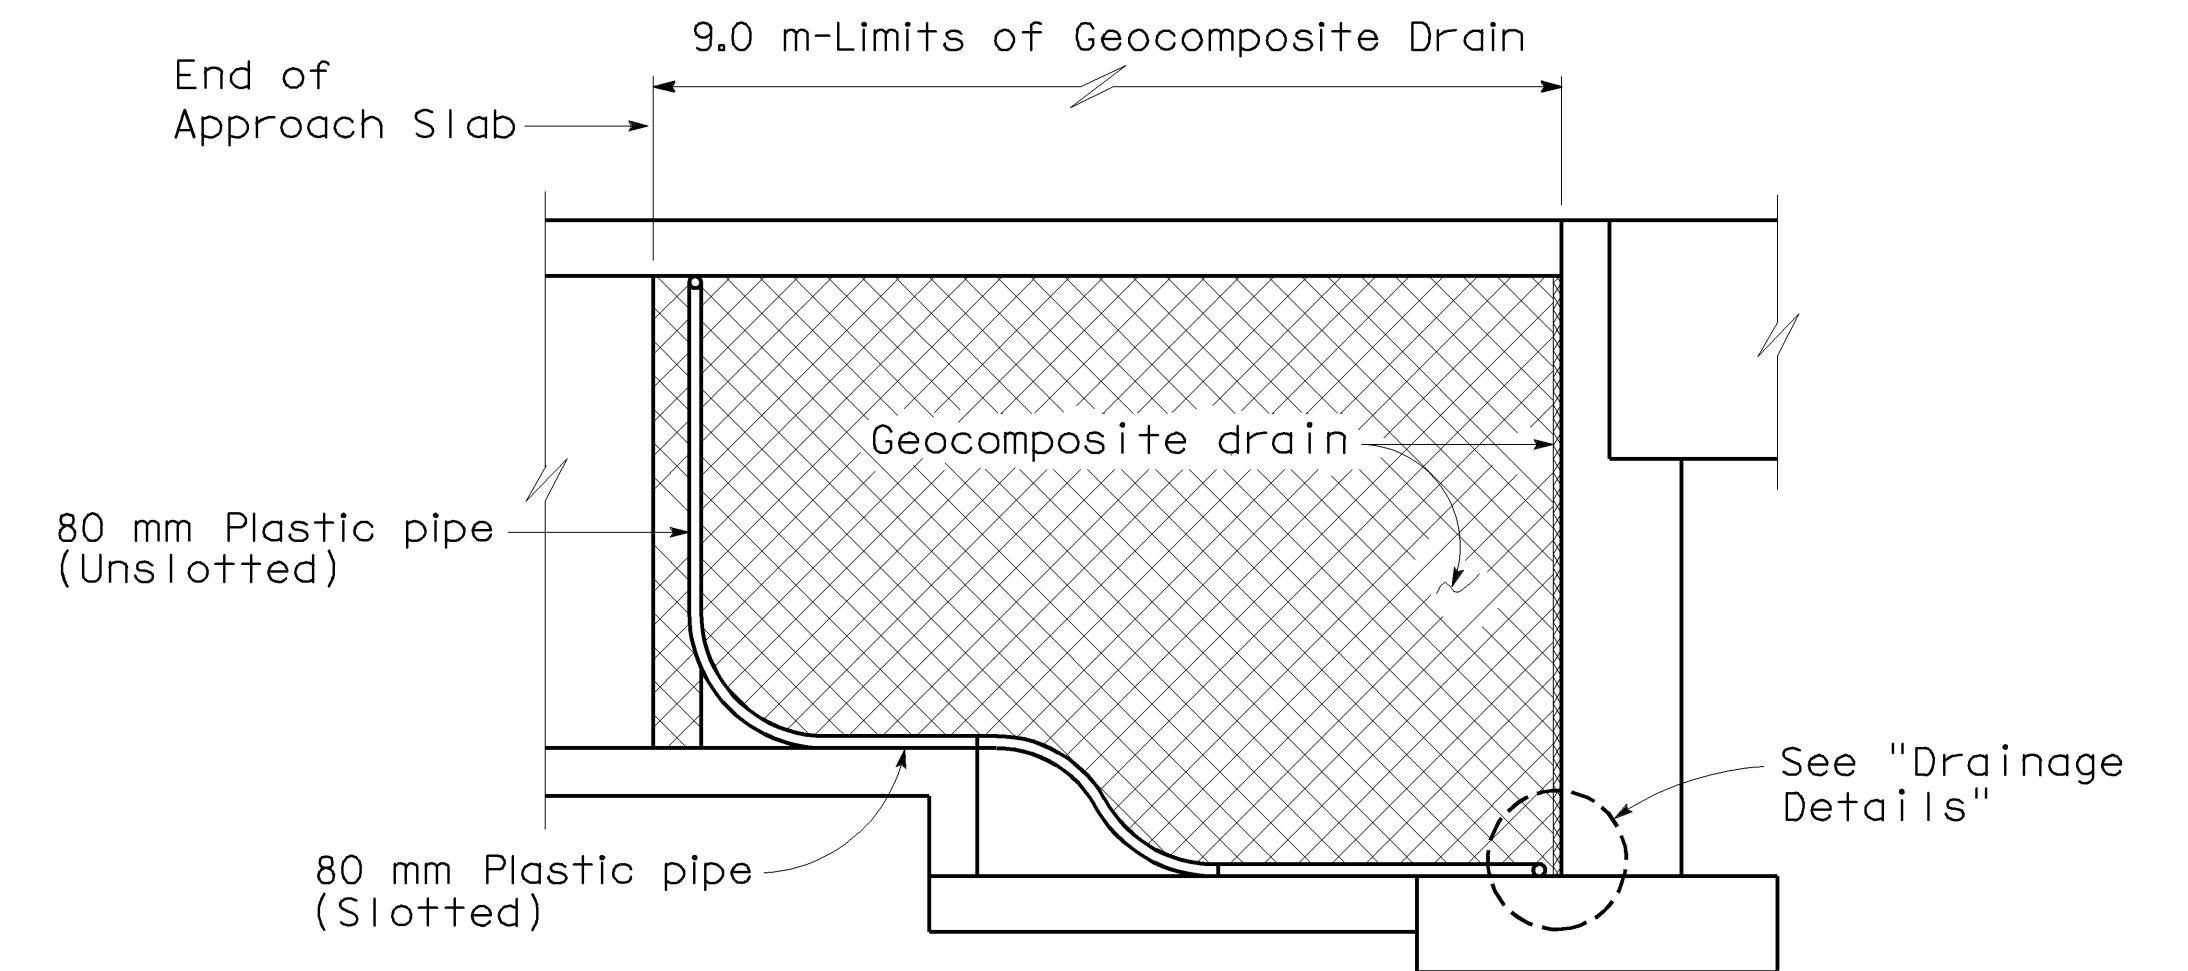 9.0 m-Limits of Geocomposite Drain
End of
Approach Slab
Geocomposite drain
80 mm Plastic pipe
(Unslotted)
See "Drainage
Details"
80 mm Plastic pipe
(Slotted)